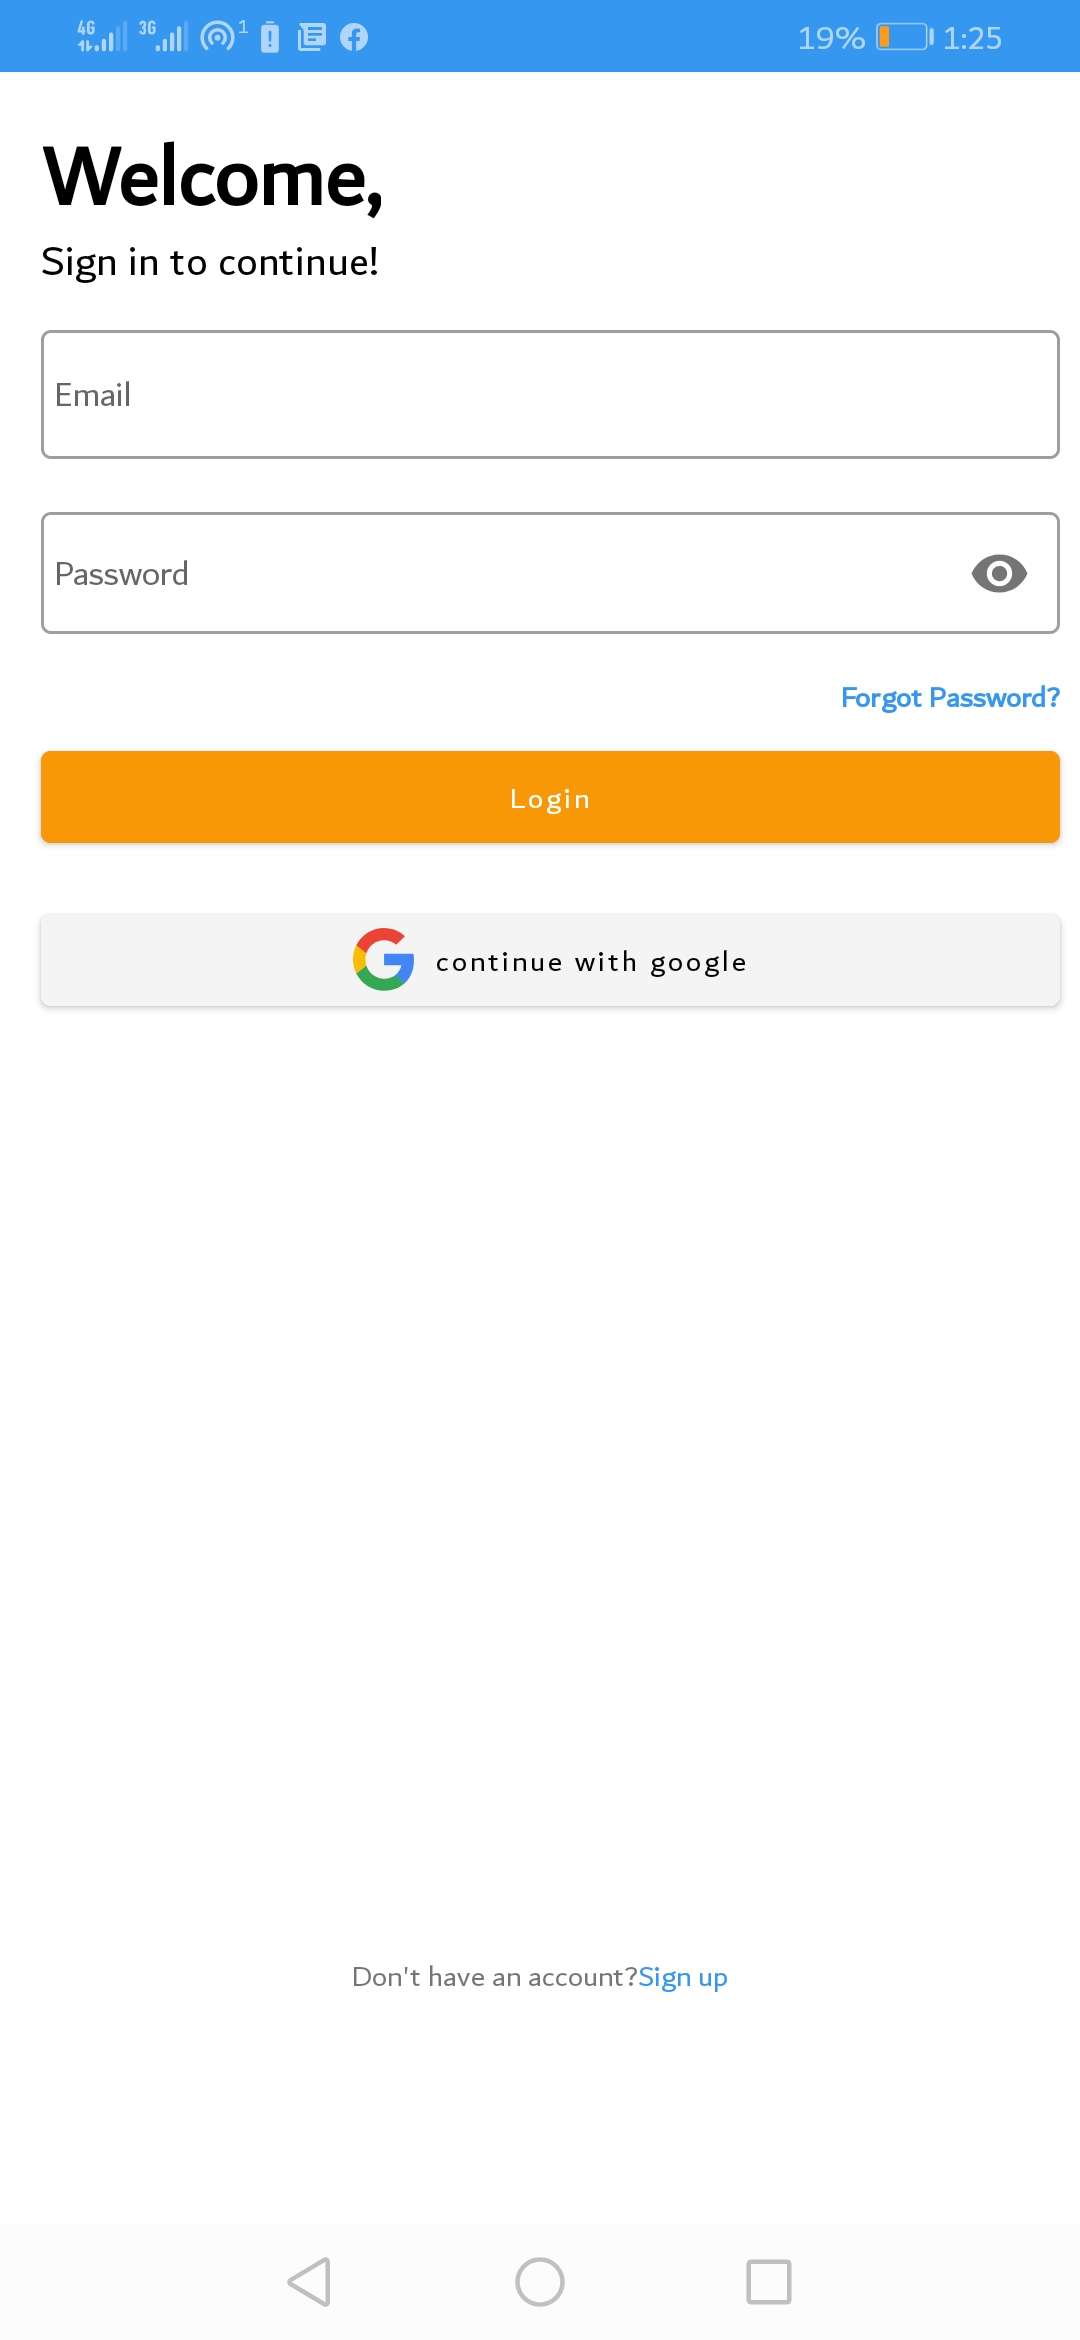 4G 3G 1 19% 1:25
Welcome,
Sign in to continue!
Email
Password
Forgot Password?
Login
continue with google
Don't have an account?Sign up